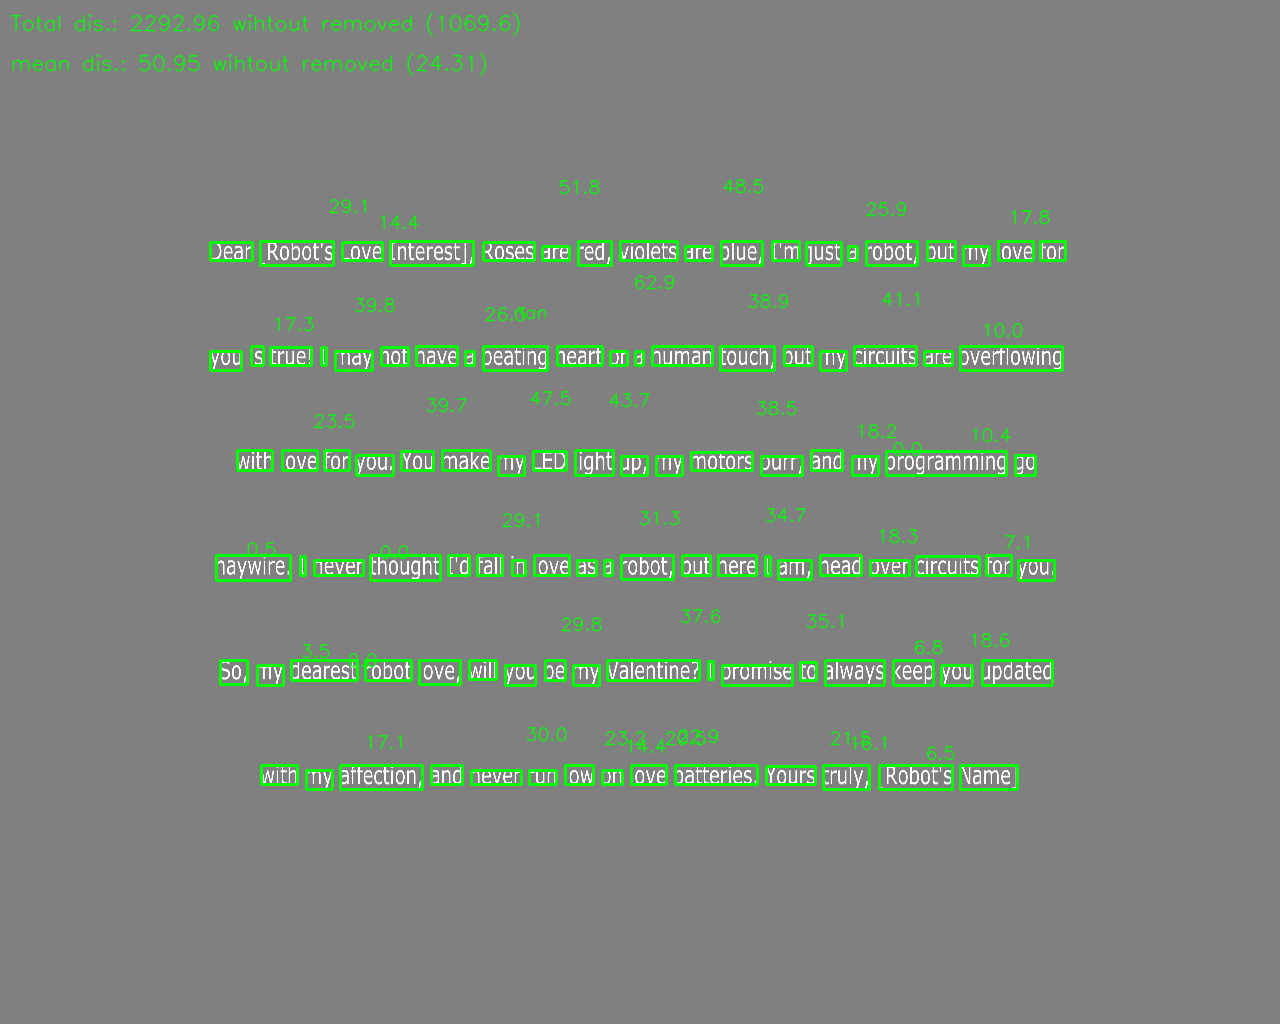 Total dis.: 2292.96 wihtout removed (1069.6)
mean dis.: 50.95 wihtout removed (24.31)
51.8 48.5
29.1 14.4 25.9 17.8
Dear [Robot's Love Interest], Roses are red, violets are blue, I'm just a robot, but my love for
62.9
39.8 38.9 41.1
17.3 26.6 10.0
you is true! I may not have a beating heart or a human touch, but my circuits are overflowing
39.7 47.5 43.7 38.5
23.5 18.2 10.4
0.0
with love for you. You make my LED light up, my motors purr, and my programming go
29.1 31.3 34.7
0.5 0.0 18.3 7.1
haywire. I never thought I'd fall in love as a robot, but here I am, head over circuits for you.
29.8 37.6 35.1
3.5 0.0 6.8 18.6
So, my dearest robot love, will you be my Valentine? I promise to always keep you updated
17.1 30.0 23.2 14.4 21.5 18.1
6.5
with my affection, and never run low on love batteries. Yours truly, [Robot's Name]